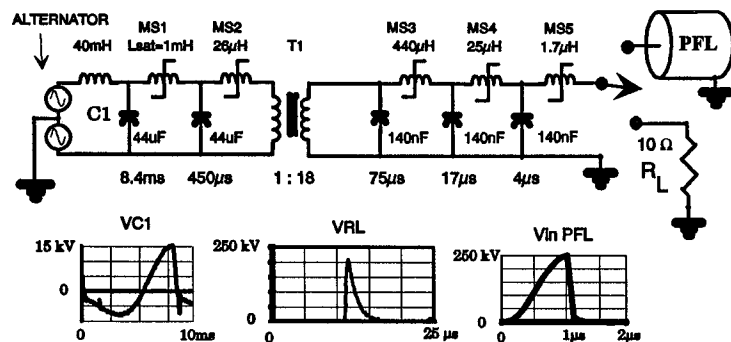 ALTERNATOR
MS1
MS2
T1
MS3
MS4
MS5
PFL
40mH
Lsat=1mH
26µH
440µH
25µH
1.7µH
C1
44uF
44uF
140nF
140nF
140nF
10 Ω
R_L
8.4ms
450µs
1 : 18
75µs
17µs
4µs
VC1
VRL
Vin PFL
15 kV
0
0
10ms
250 kV
0
0
25 µs
250 kV
0
0
1µs
2µs